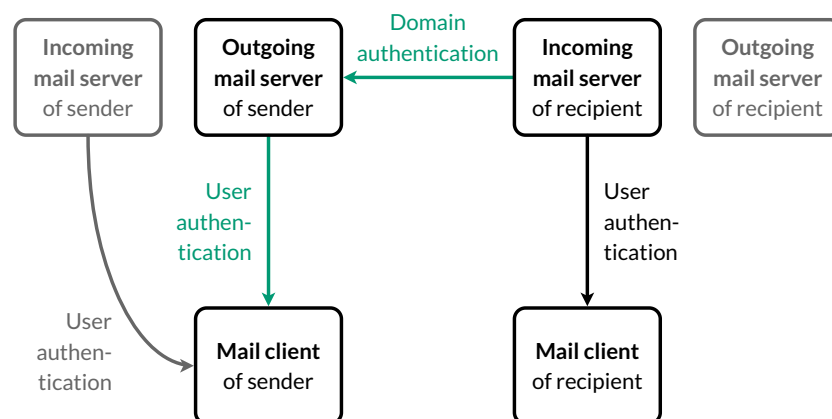 Incoming
mail server
of sender
Outgoing
mail server
of sender
Domain
authentication
Incoming
mail server
of recipient
Outgoing
mail server
of recipient
User
authen-
tication
User
authen-
tication
User
authen-
tication
Mail client
of sender
Mail client
of recipient